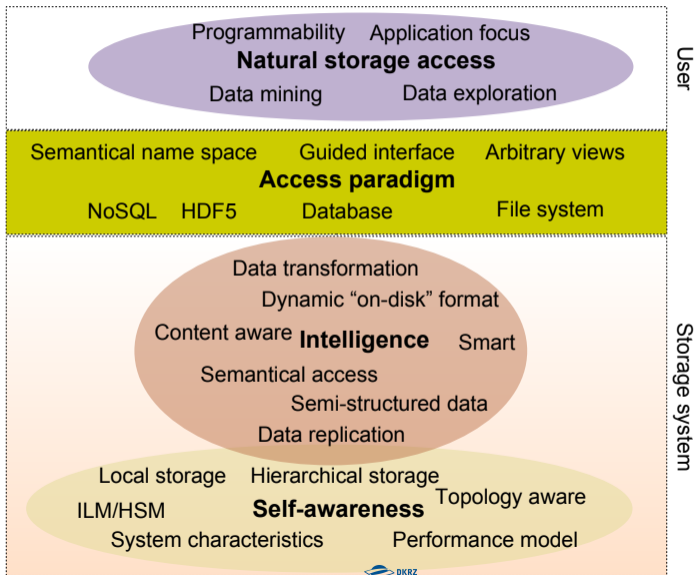 Programmability Application focus
Natural storage access
Data mining Data exploration
User
Semantical name space Guided interface Arbitrary views
Access paradigm
NoSQL HDF5 Database File system
Data transformation
Dynamic “on-disk” format
Content aware Intelligence Smart
Semantical access
Semi-structured data
Data replication
Storage system
Local storage Hierarchical storage
ILM/HSM Self-awareness Topology aware
System characteristics Performance model
DKRZ